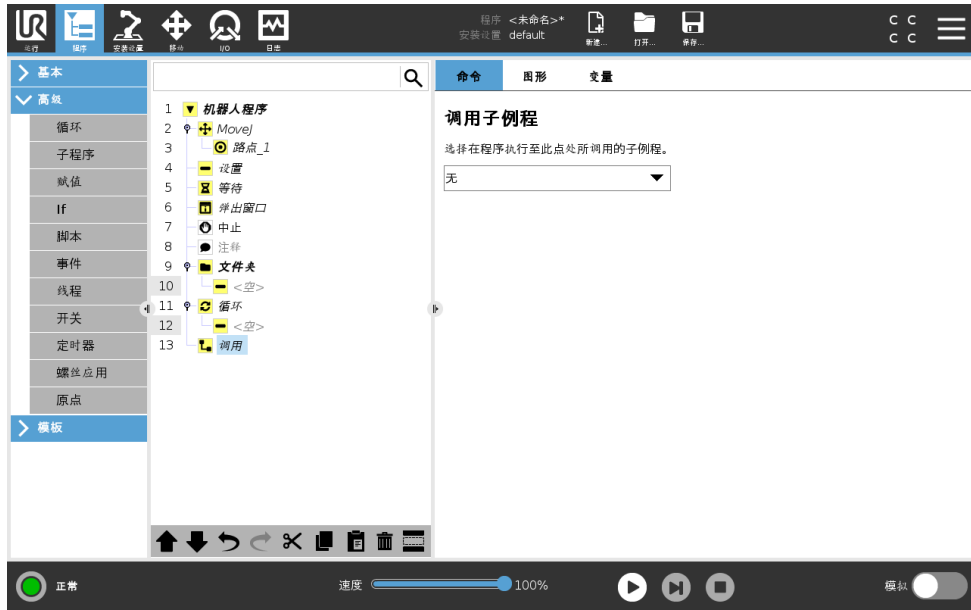 UR
运行
程序
安装设置
移动
I/O
日志
程序 <未命名>*
安装设置 default
新建...
打开...
保存...
C C
C C
基本
高级
循环
子程序
赋值
If
脚本
事件
线程
开关
定时器
螺丝应用
原点
模板
1 机器人程序
2 MoveJ
3 路点_1
4 设置
5 等待
6 弹出窗口
7 中止
8 注释
9 文件夹
10 <空>
11 循环
12 <空>
13 调用
命令 图形 变量
调用子例程
选择在程序执行至此点处所调用的子例程。
无
正常
速度 100%
模拟